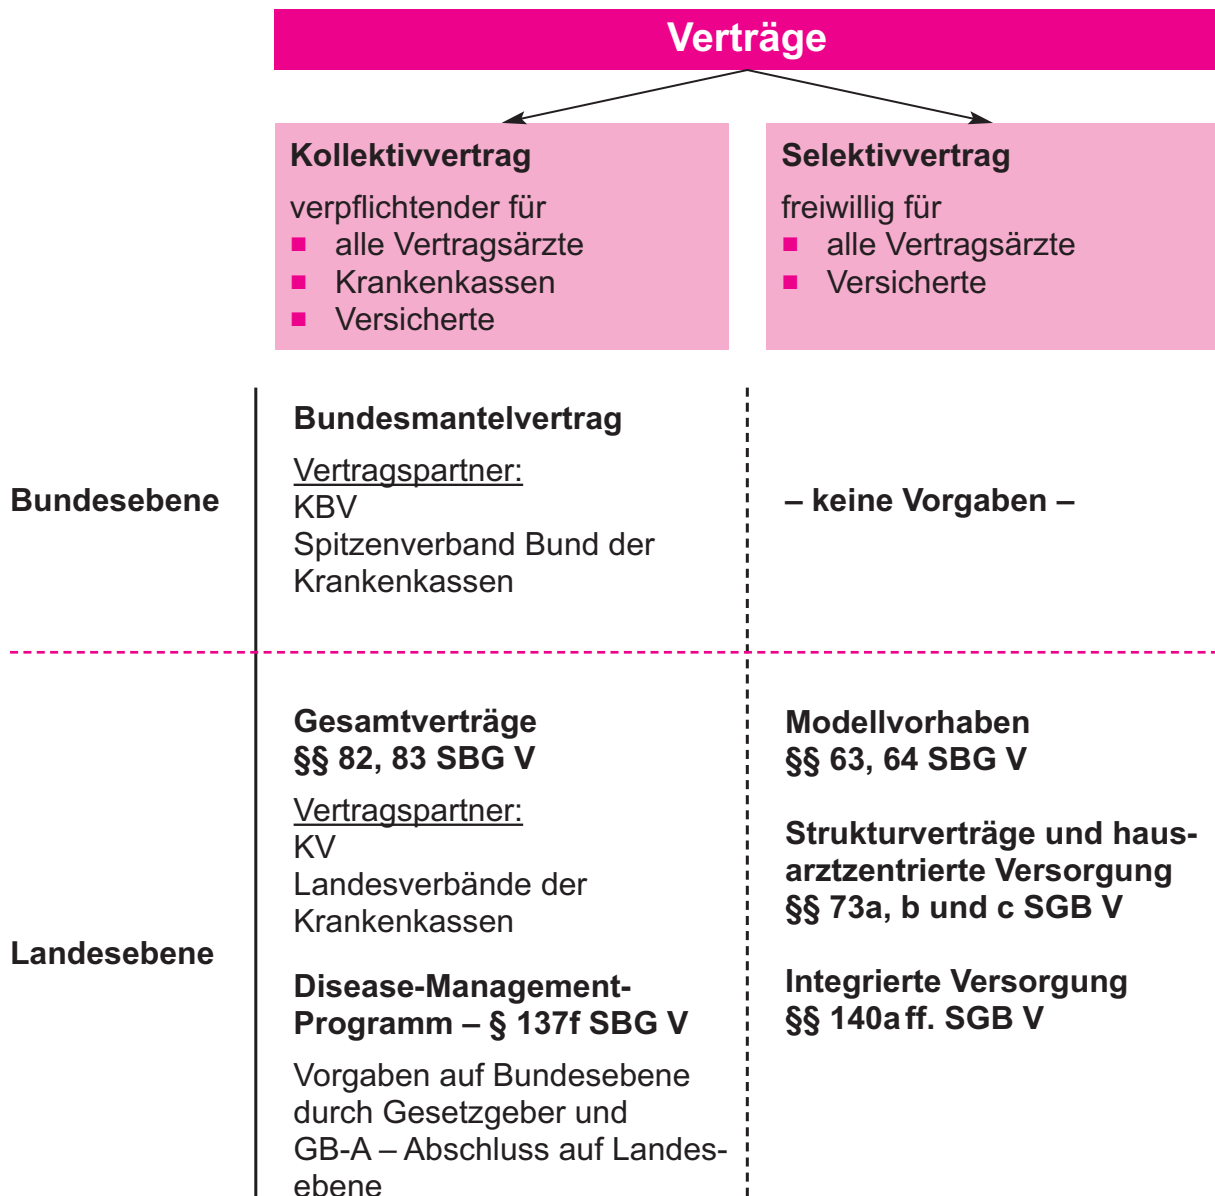 Verträge
Kollektivvertrag
verpflichtender für
■ alle Vertragsärzte
■ Krankenkassen
■ Versicherte
Selektivvertrag
freiwillig für
■ alle Vertragsärzte
■ Versicherte
Bundesebene
Bundesmantelvertrag
Vertragspartner:
KBV
Spitzenverband Bund der
Krankenkassen
– keine Vorgaben –
Landesebene
Gesamtverträge
§§ 82, 83 SBG V
Vertragspartner:
KV
Landesverbände der
Krankenkassen
Disease-Management-
Programm – § 137f SBG V
Vorgaben auf Bundesebene
durch Gesetzgeber und
GB-A – Abschluss auf Landes-
ebene
Modellvorhaben
§§ 63, 64 SBG V
Strukturverträge und haus-
arztzentrierte Versorgung
§§ 73a, b und c SGB V
Integrierte Versorgung
§§ 140a ff. SGB V